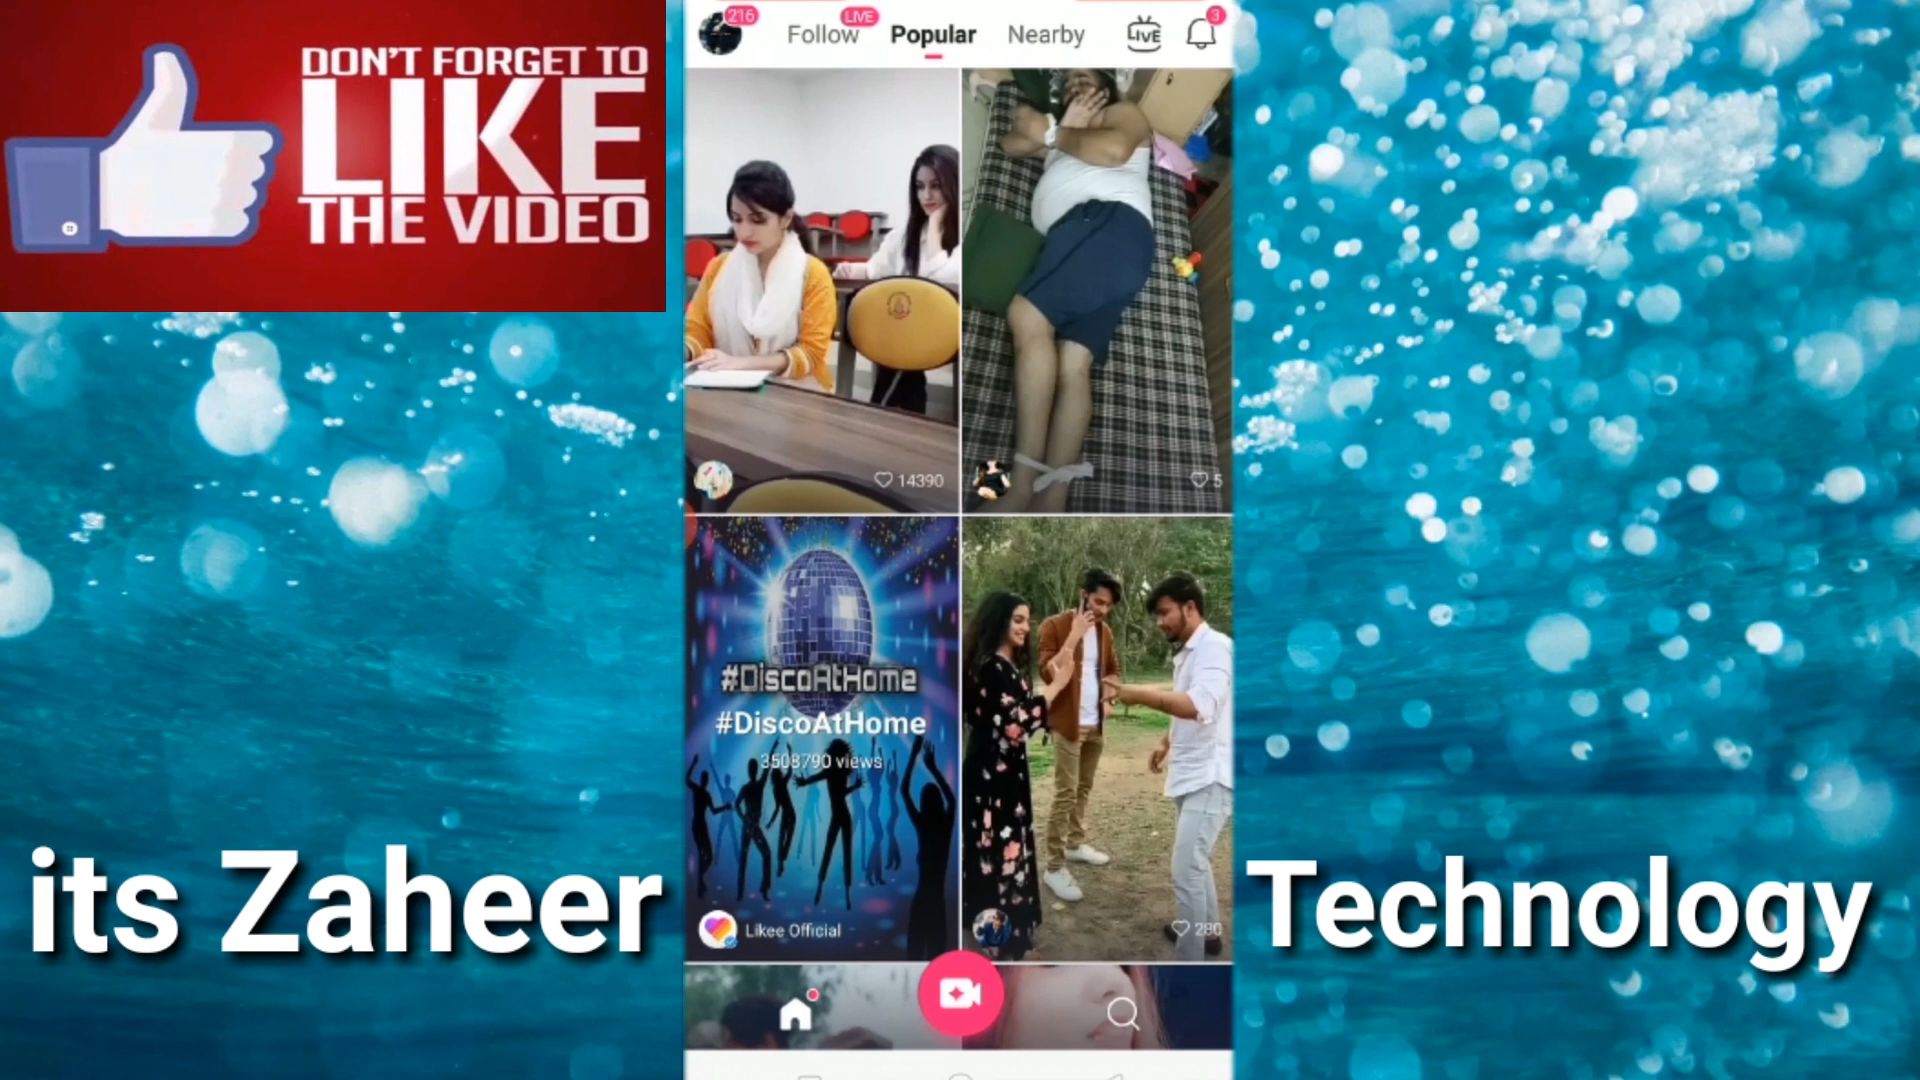 DON'T FORGET TO
LIKE
THE VIDEO
216
Follow
LIVE
Popular
Nearby
LIVE
3
14390
5
#DiscoAtHome
#DiscoAtHome
3508790 views
Likee Official
280
its Zaheer
Technology